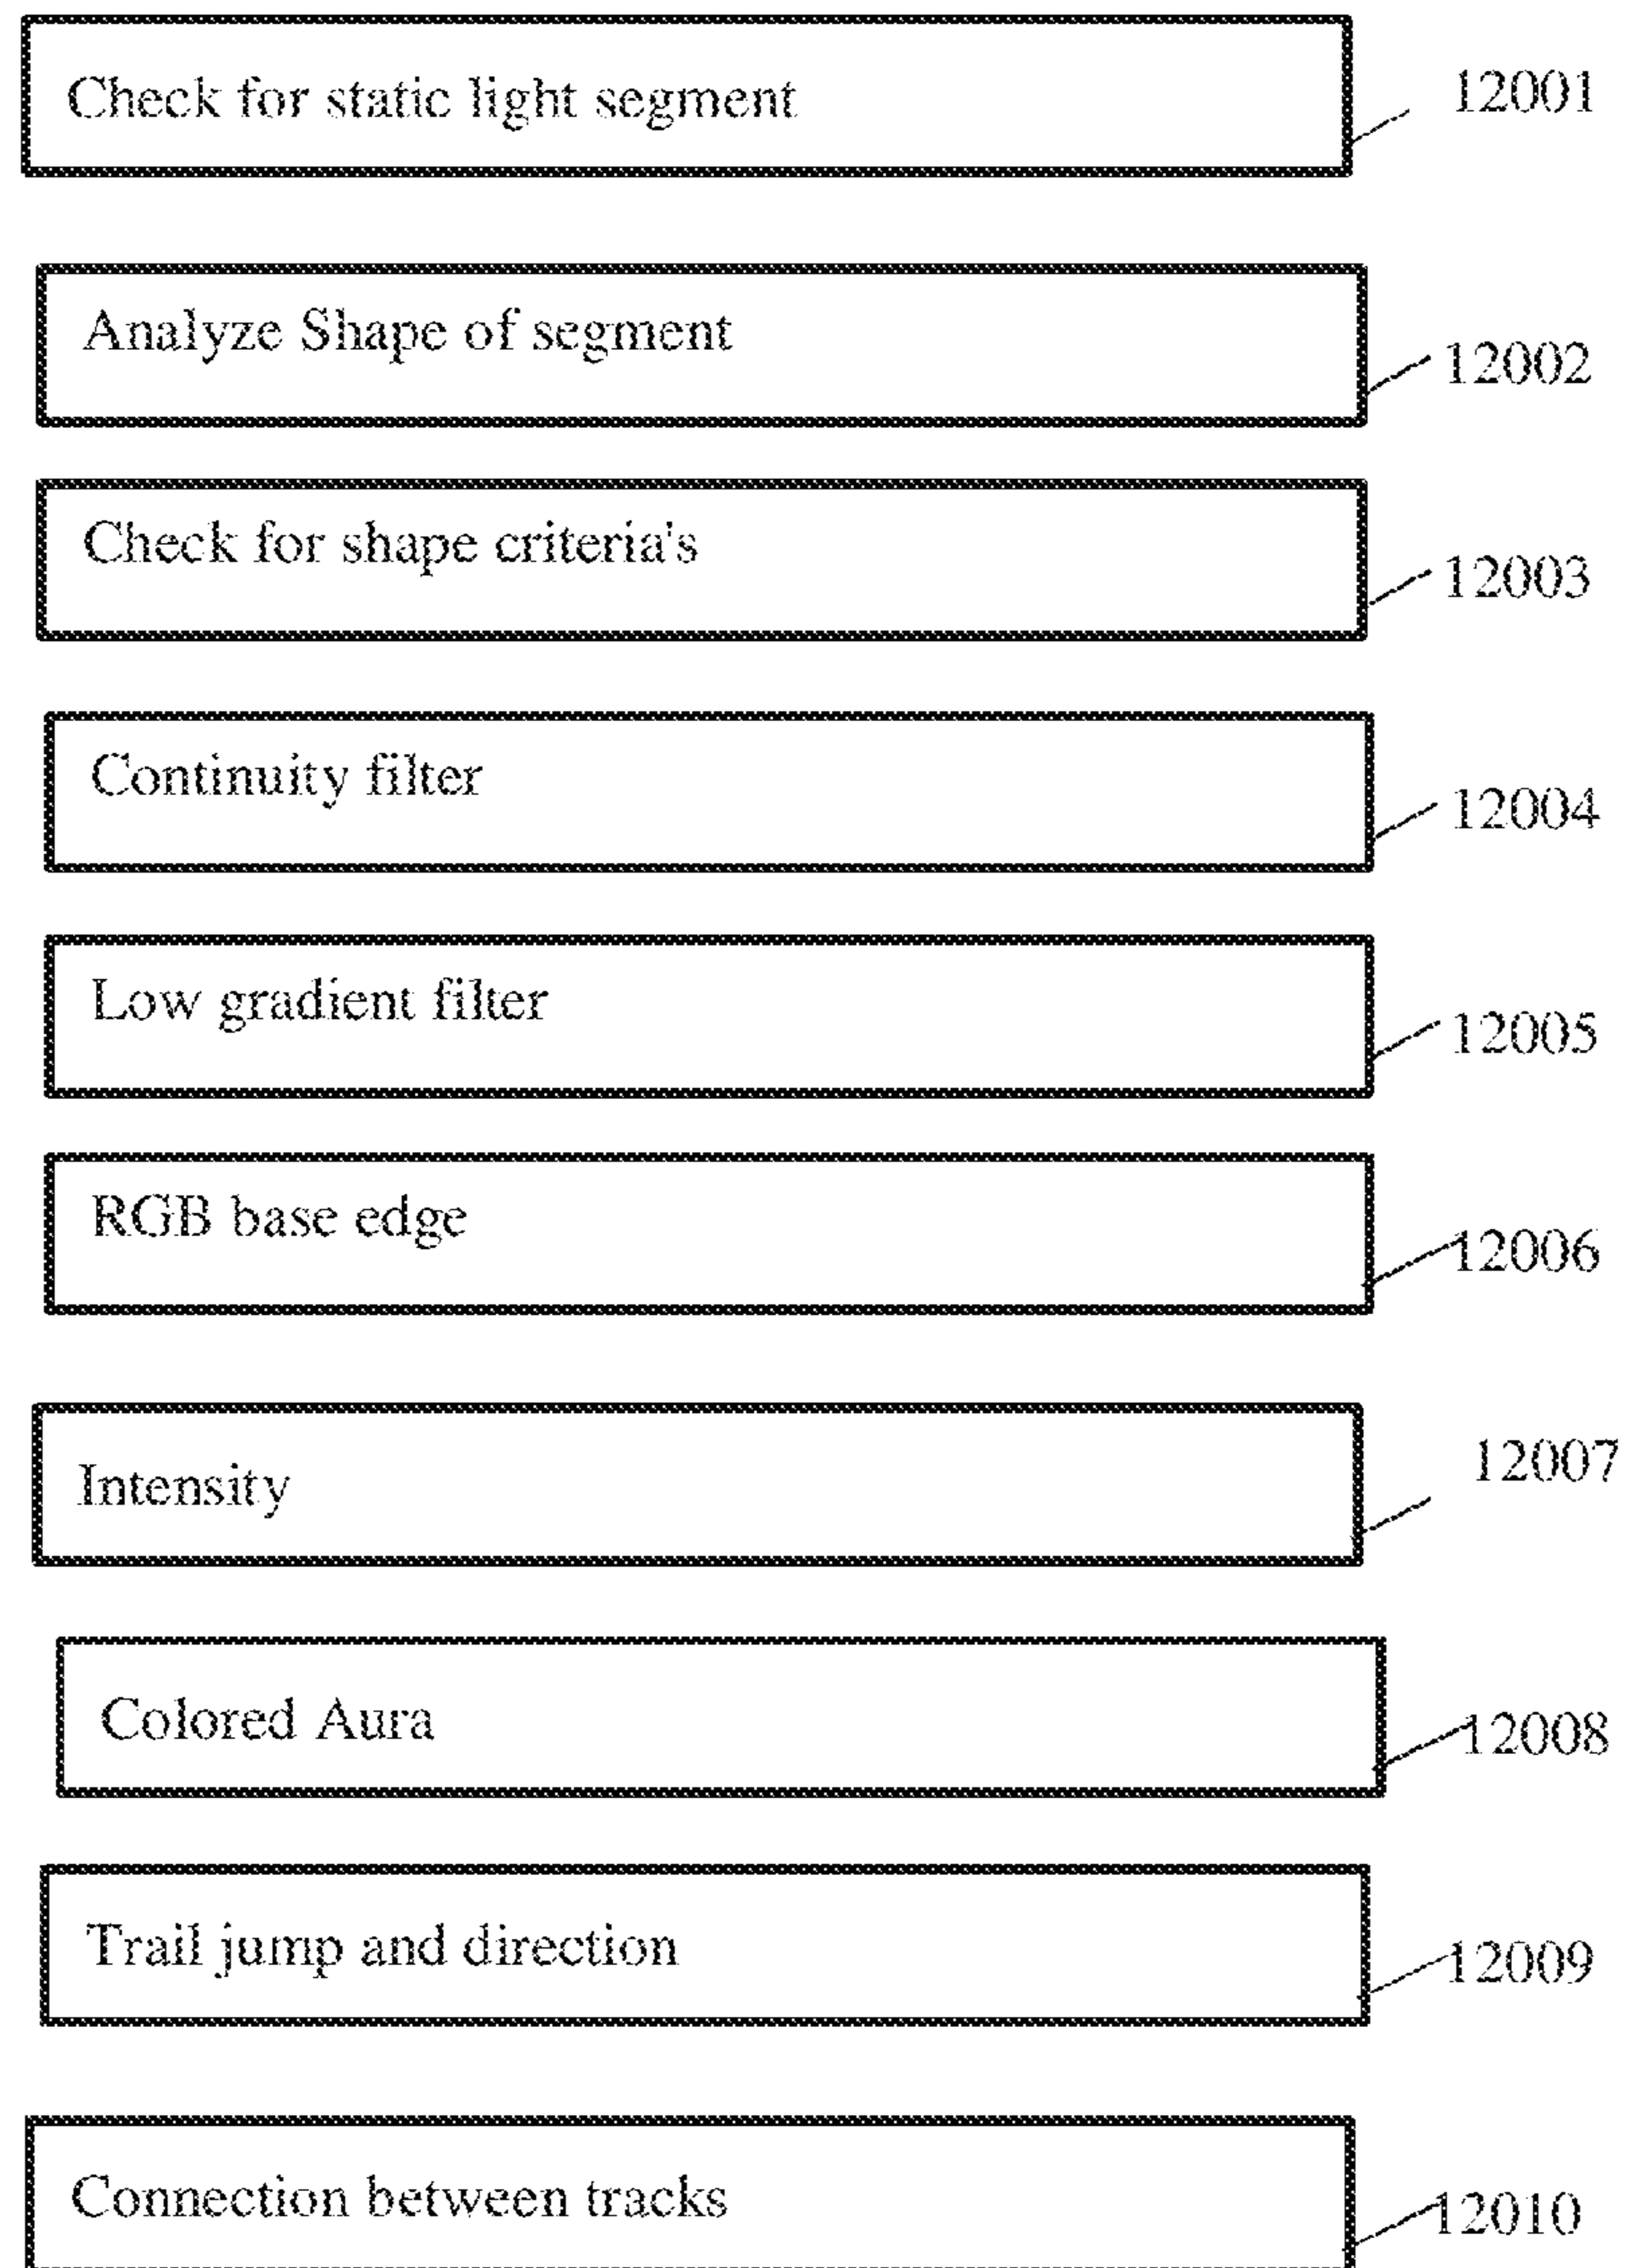 Check for static light segment 12001
Analyze Shape of segment 12002
Check for shape criteria's 12003
Continuity filter 12004
Low gradient filter 12005
RGB base edge 12006
Intensity 12007
Colored Aura 12008
Trail jump and direction 12009
Connection between tracks 12010